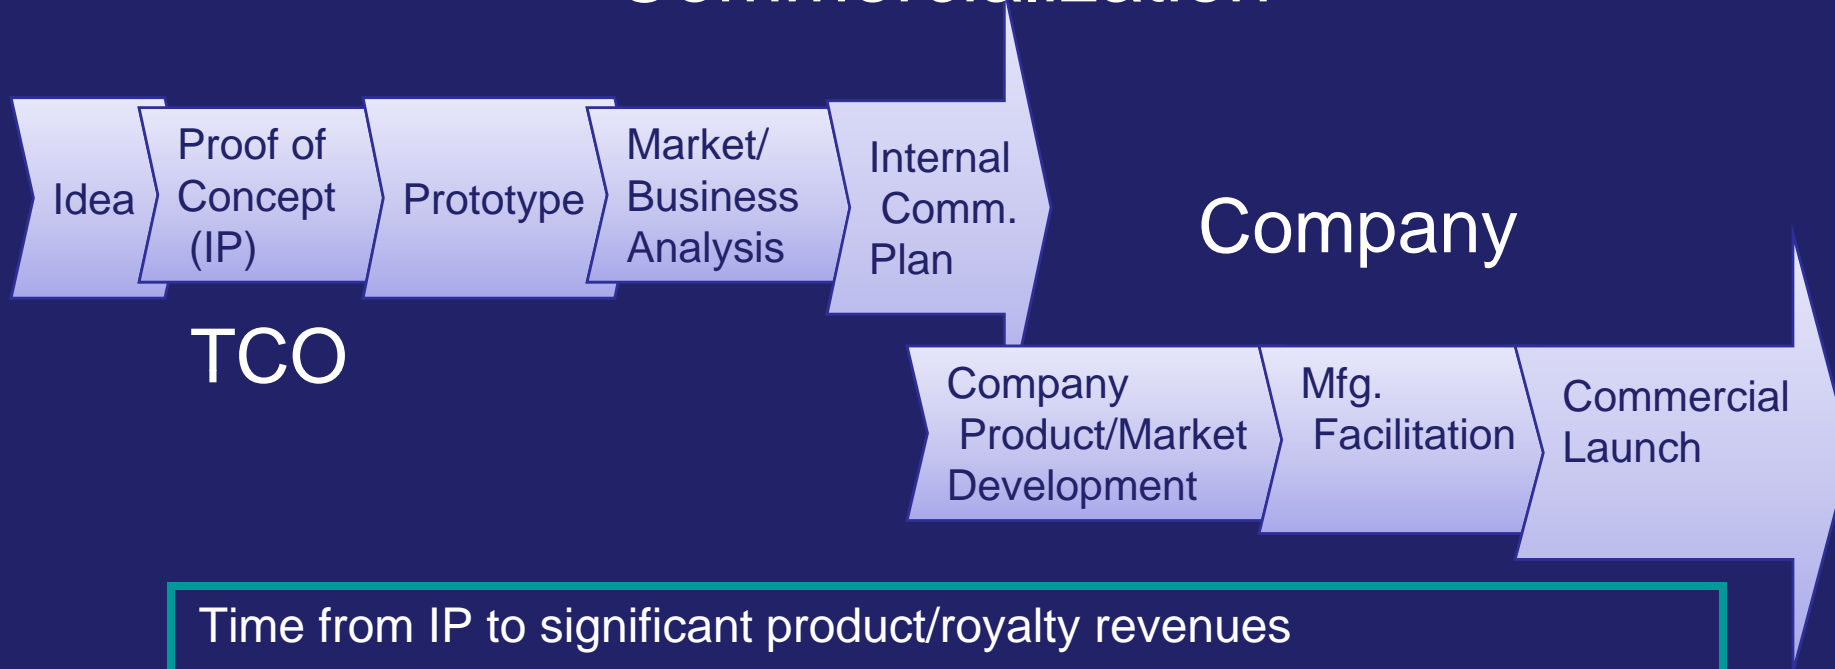 Commercialization
Idea
Proof of
Concept
(IP)
Prototype
Market/
Business
Analysis
Internal
Comm.
Plan
Company
TCO
Company
Product/Market
Development
Mfg.
Facilitation
Commercial
Launch
Time from IP to significant product/royalty revenues